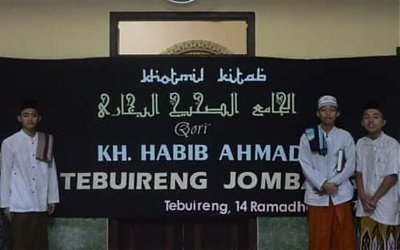 khotmil kitab
الجامع الصحيح البخاري
Qori'
KH. HABIB AHMAD
TEBUIRENG JOMBA
Tebuireng, 14 Ramadh